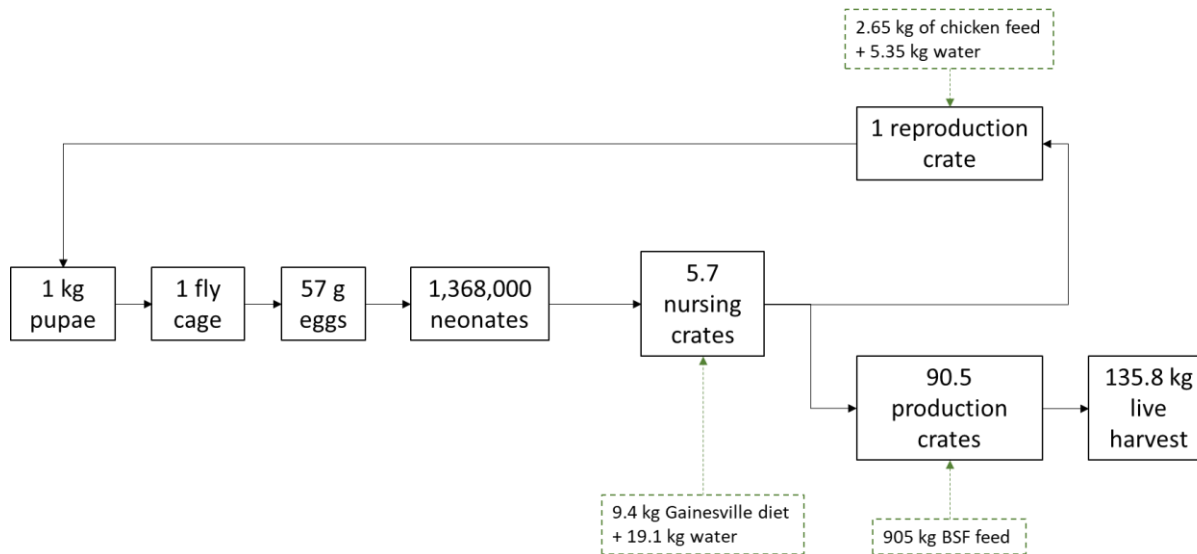 2.65 kg of chicken feed
+ 5.35 kg water
1 reproduction
crate
1 kg
pupae
1 fly
cage
57 g
eggs
1,368,000
neonates
5.7
nursing
crates
90.5
production
crates
135.8 kg
live
harvest
9.4 kg Gainesville diet
+ 19.1 kg water
905 kg BSF feed